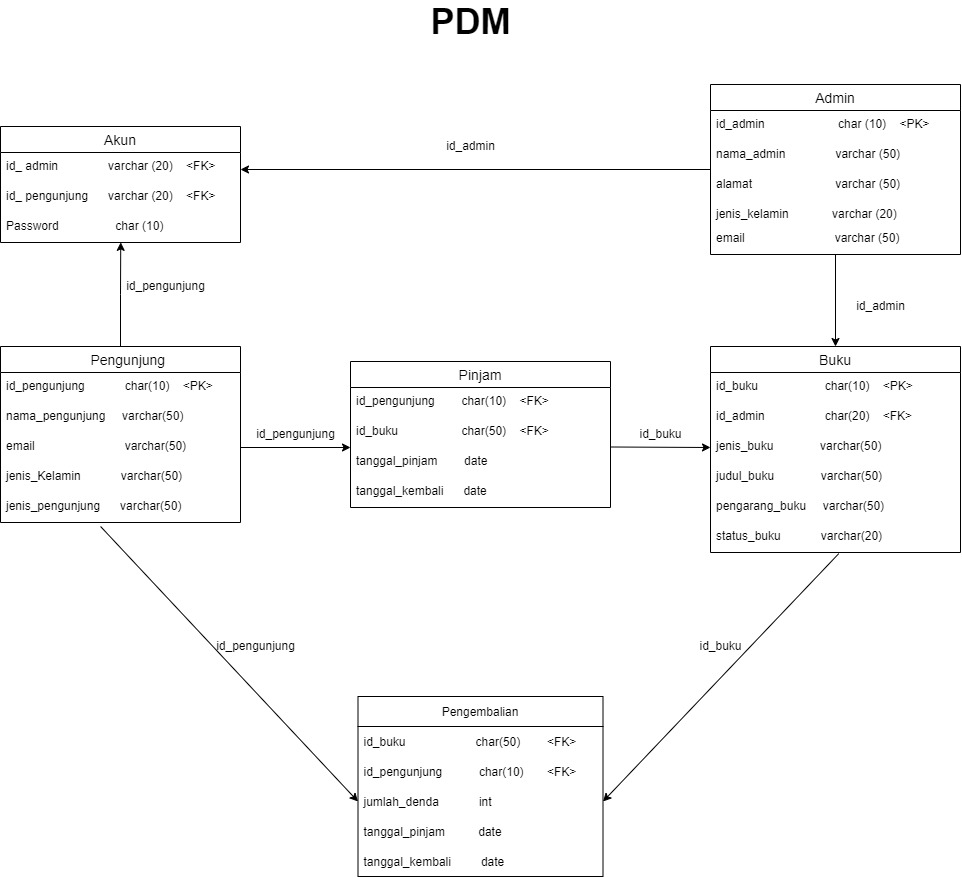 PDM
Admin
id_admin char (10) <PK>
nama_admin varchar (50)
alamat varchar (50)
jenis_kelamin varchar (20)
email varchar (50)
Akun
id_ admin varchar (20) <FK>
id_ pengunjung varchar (20) <FK>
Password char (10)
id_admin
id_pengunjung
id_admin
Pengunjung
id_pengunjung char(10) <PK>
nama_pengunjung varchar(50)
email varchar(50)
jenis_Kelamin varchar(50)
jenis_pengunjung varchar(50)
id_pengunjung
Pinjam
id_pengunjung char(10) <FK>
id_buku char(50) <FK>
tanggal_pinjam date
tanggal_kembali date
id_buku
Buku
id_buku char(10) <PK>
id_admin char(20) <FK>
jenis_buku varchar(50)
judul_buku varchar(50)
pengarang_buku varchar(50)
status_buku varchar(20)
id_pengunjung
id_buku
Pengembalian
id_buku char(50) <FK>
id_pengunjung char(10) <FK>
jumlah_denda int
tanggal_pinjam date
tanggal_kembali date